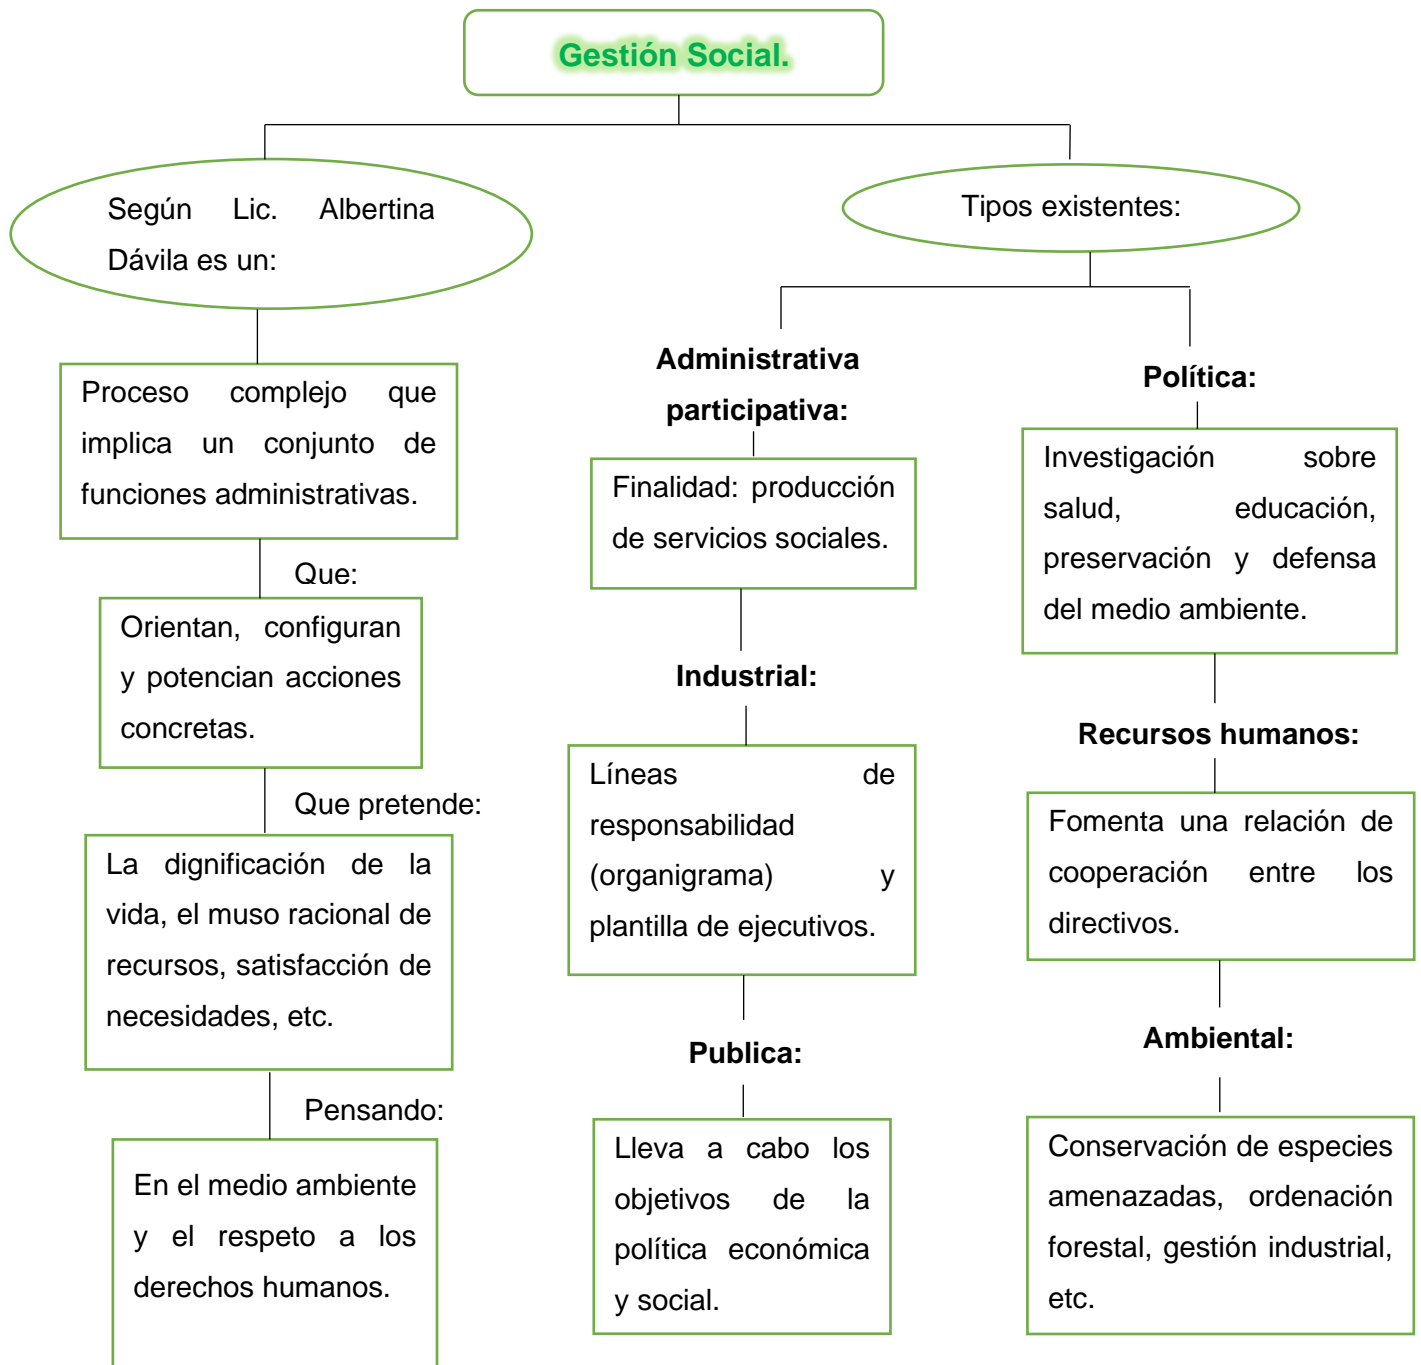 Gestión Social.
Según Lic. Albertina
Dávila es un:
Proceso complejo que
implica un conjunto de
funciones administrativas.
Que:
Orientan, configuran
y potencian acciones
concretas.
Que pretende:
La dignificación de la
vida, el muso racional de
recursos, satisfacción de
necesidades, etc.
Pensando:
En el medio ambiente
y el respeto a los
derechos humanos.
Tipos existentes:
Administrativa
participativa:
Finalidad: producción
de servicios sociales.
Industrial:
Líneas de
responsabilidad
(organigrama) y
plantilla de ejecutivos.
Publica:
Lleva a cabo los
objetivos de la
política económica
y social.
Política:
Investigación sobre
salud, educación,
preservación y defensa
del medio ambiente.
Recursos humanos:
Fomenta una relación de
cooperación entre los
directivos.
Ambiental:
Conservación de especies
amenazadas, ordenación
forestal, gestión industrial,
etc.